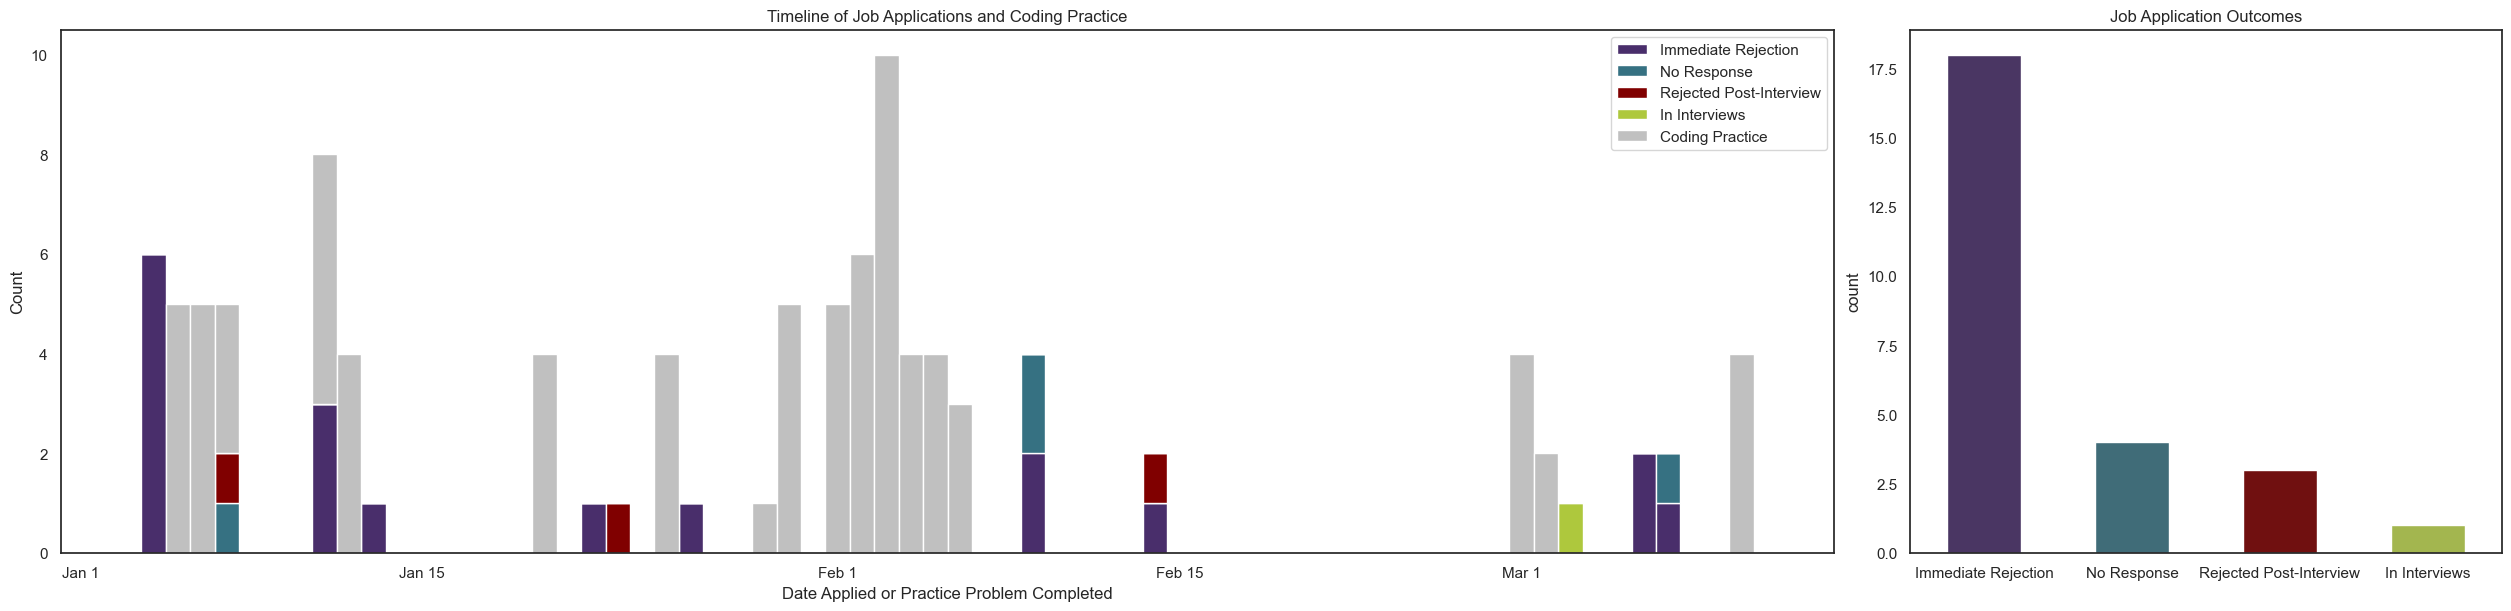 Timeline of Job Applications and Coding Practice
Immediate Rejection
No Response
Rejected Post-Interview
In Interviews
Coding Practice
10
8
6
4
2
0
Count
Jan 1
Jan 15
Feb 1
Feb 15
Mar 1
Date Applied or Practice Problem Completed
Job Application Outcomes
17.5
15.0
12.5
10.0
7.5
5.0
2.5
0.0
count
Immediate Rejection
No Response
Rejected Post-Interview
In Interviews